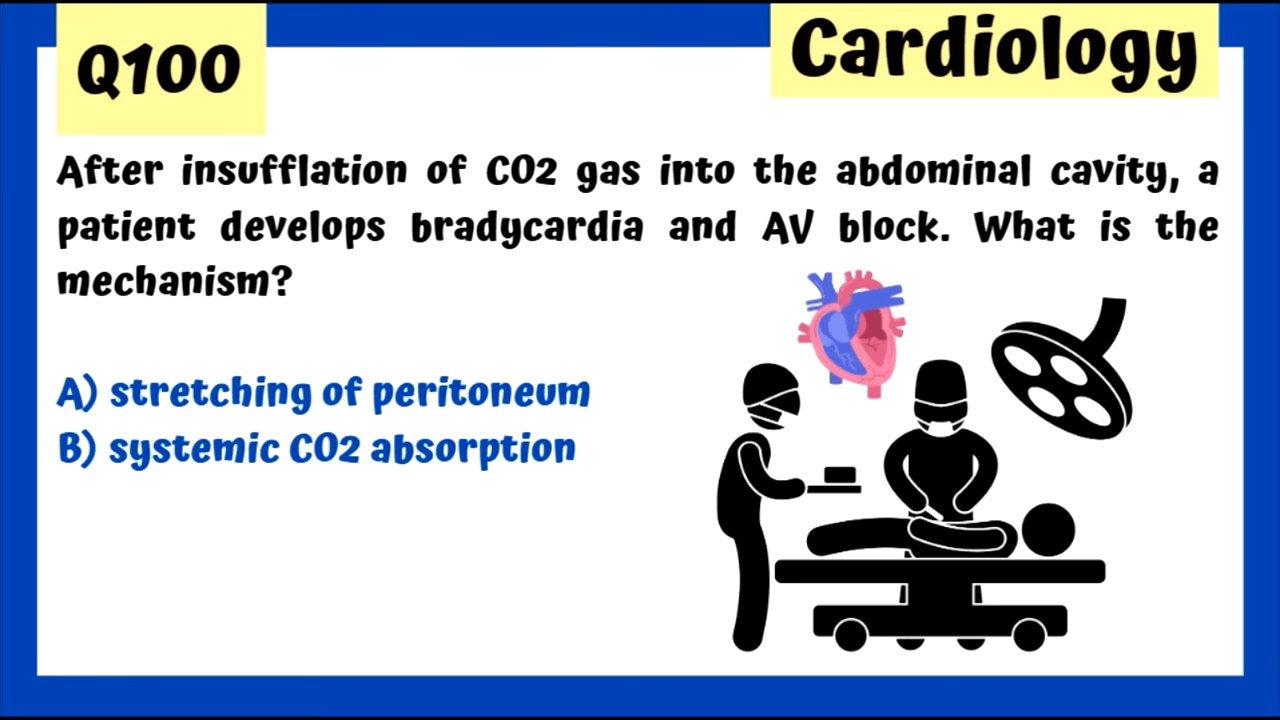 Q100
Cardiology
After insufflation of CO2 gas into the abdominal cavity, a
patient develops bradycardia and AV block. What is the
mechanism?
A) stretching of peritoneum
B) systemic CO2 absorption